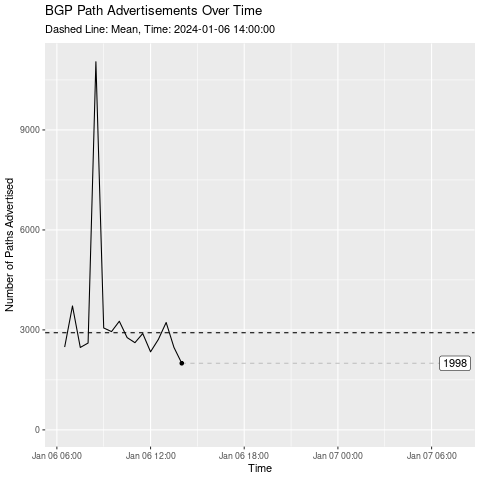 BGP Path Advertisements Over Time
Dashed Line: Mean, Time: 2024-01-06 14:00:00
Number of Paths Advertised
9000
6000
3000
0
1998
Jan 06 06:00 Jan 06 12:00 Jan 06 18:00 Jan 07 00:00 Jan 07 06:00
Time